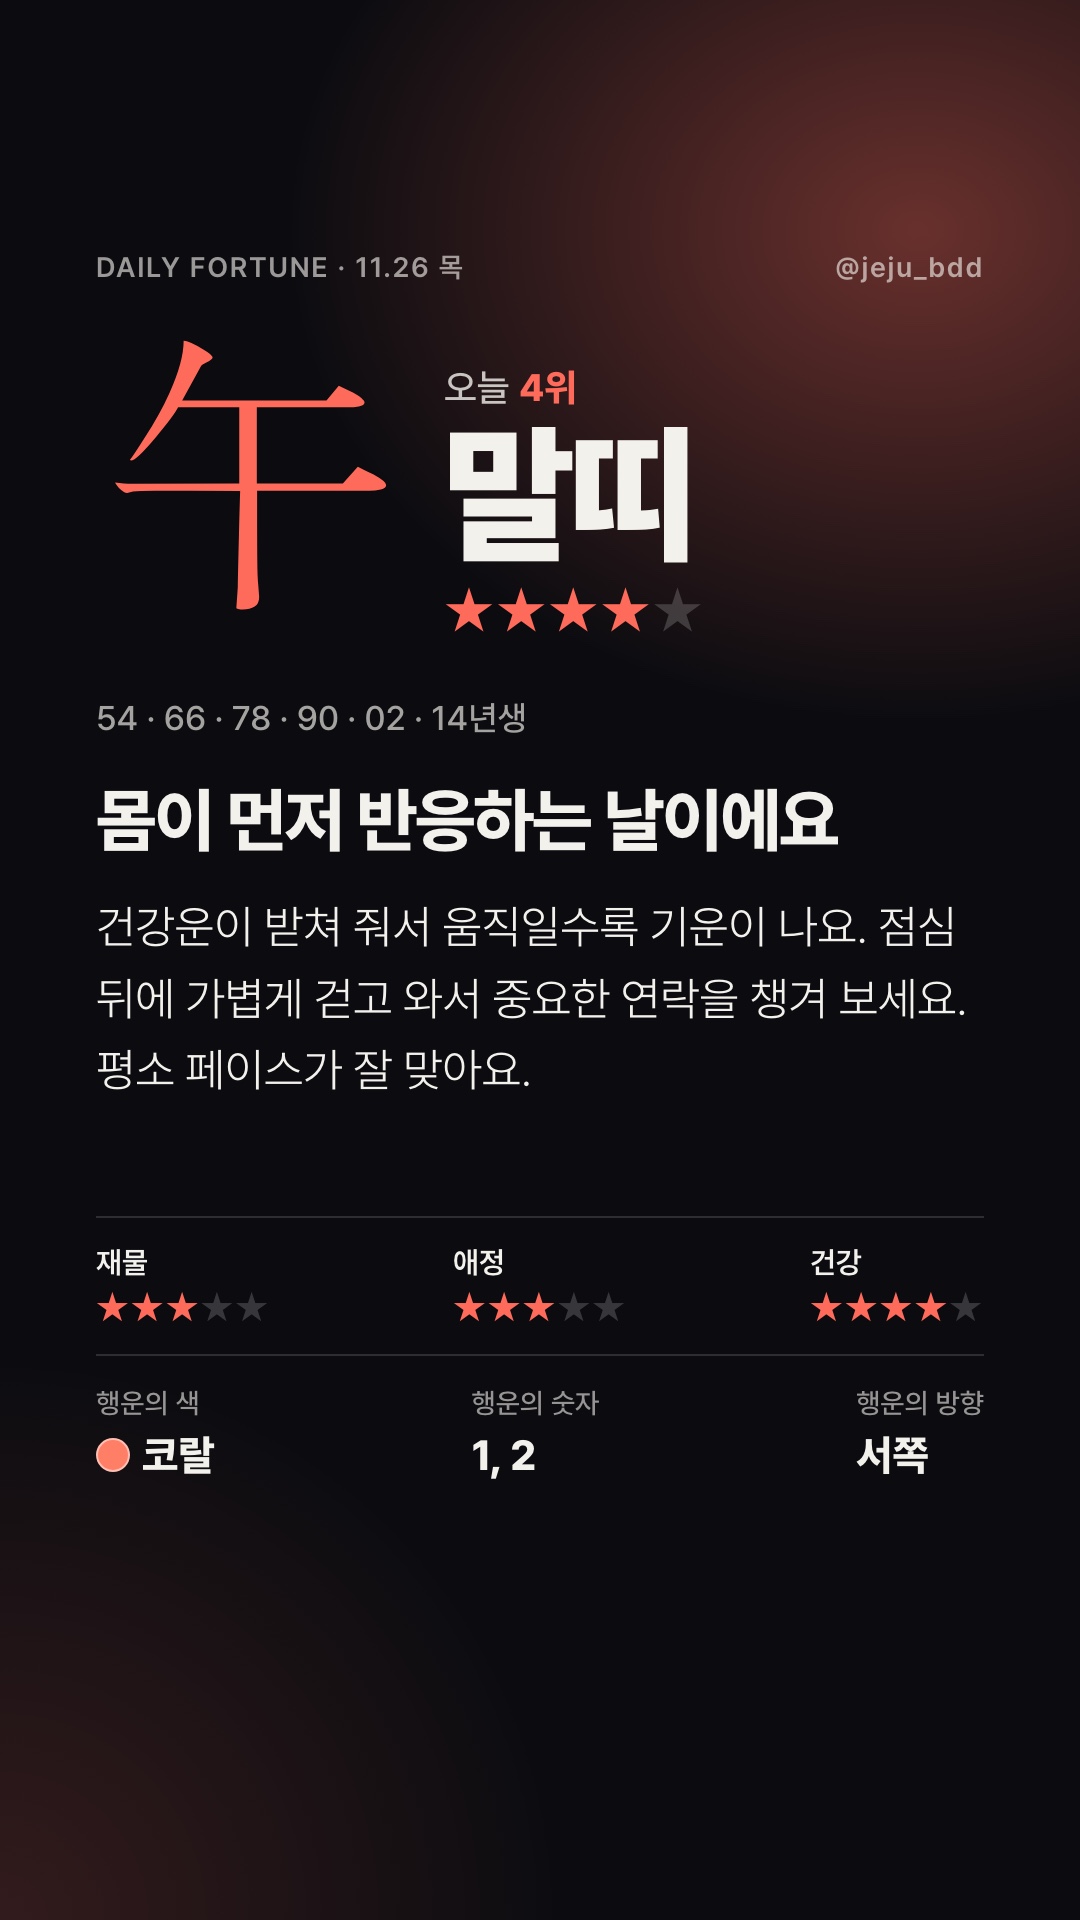 DAILY FORTUNE · 11.26 목
@jeju_bdd
午
오늘 4위
말띠
★★★★★
54 · 66 · 78 · 90 · 02 · 14년생
몸이 먼저 반응하는 날이에요
건강운이 받쳐 줘서 움직일수록 기운이 나요. 점심
뒤에 가볍게 걷고 와서 중요한 연락을 챙겨 보세요.
평소 페이스가 잘 맞아요.
재물
★★★★★
애정
★★★★★
건강
★★★★★
행운의 색
코랄
행운의 숫자
1, 2
행운의 방향
서쪽